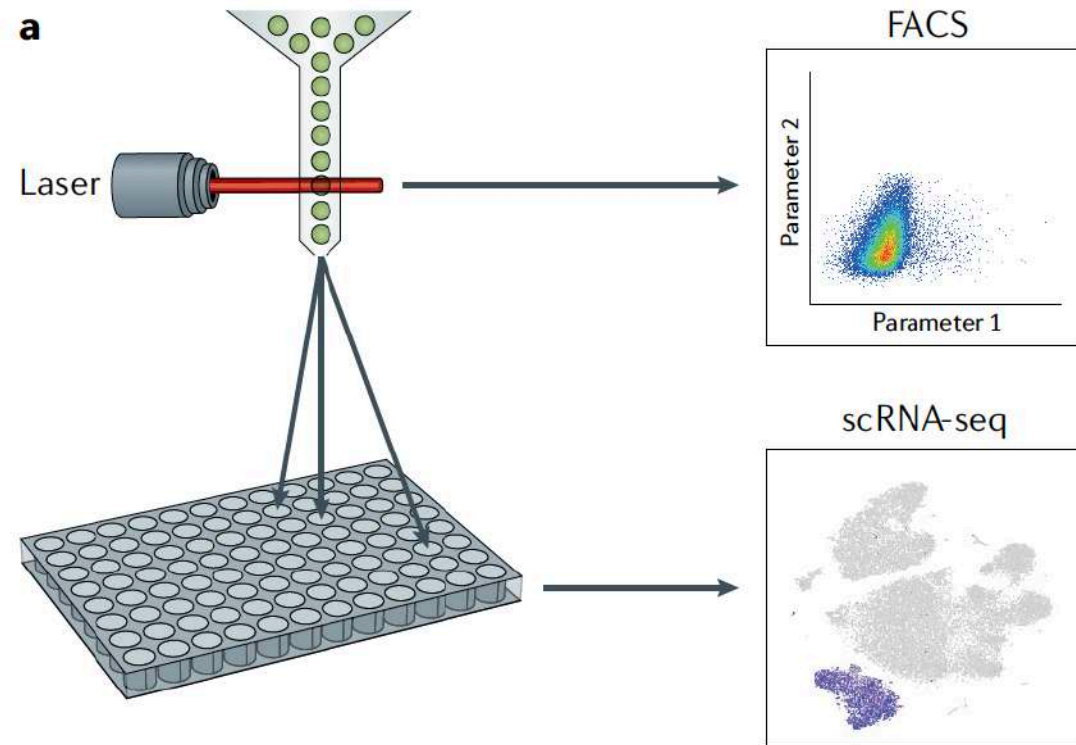 a
FACS
Laser
Parameter 2
Parameter 1
scRNA-seq